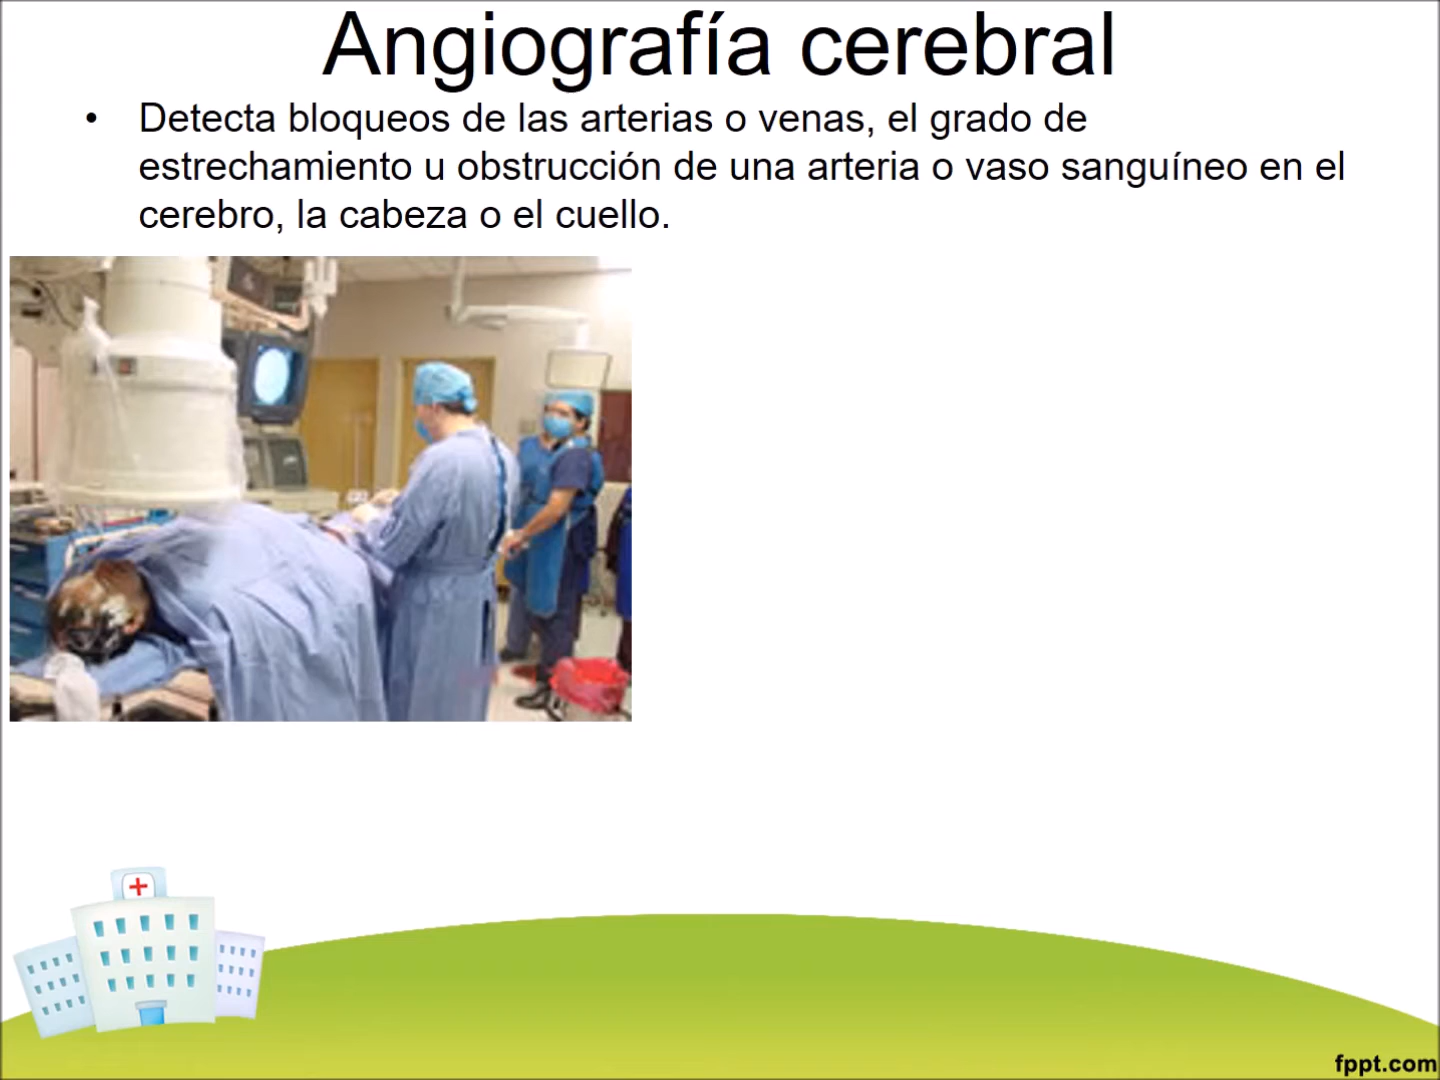 Angiografía cerebral
• Detecta bloqueos de las arterias o venas, el grado de
estrechamiento u obstrucción de una arteria o vaso sanguíneo en el
cerebro, la cabeza o el cuello.
fppt.com